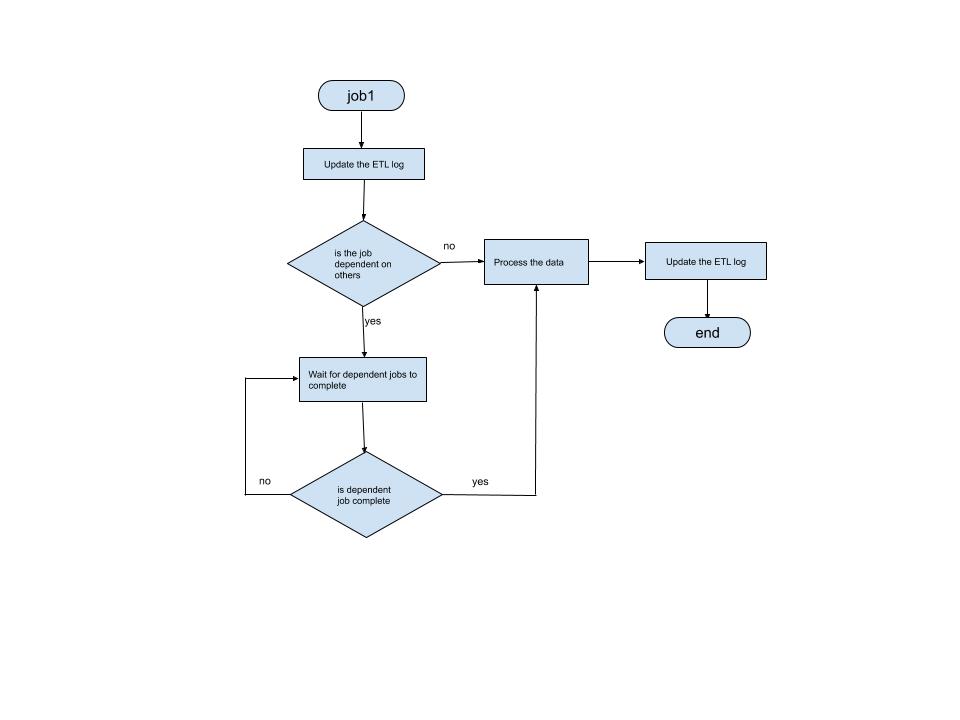 job1
Update the ETL log
is the job
dependent on
others
no
Process the data
Update the ETL log
end
yes
Wait for dependent jobs to
complete
is dependent
job complete
no
yes